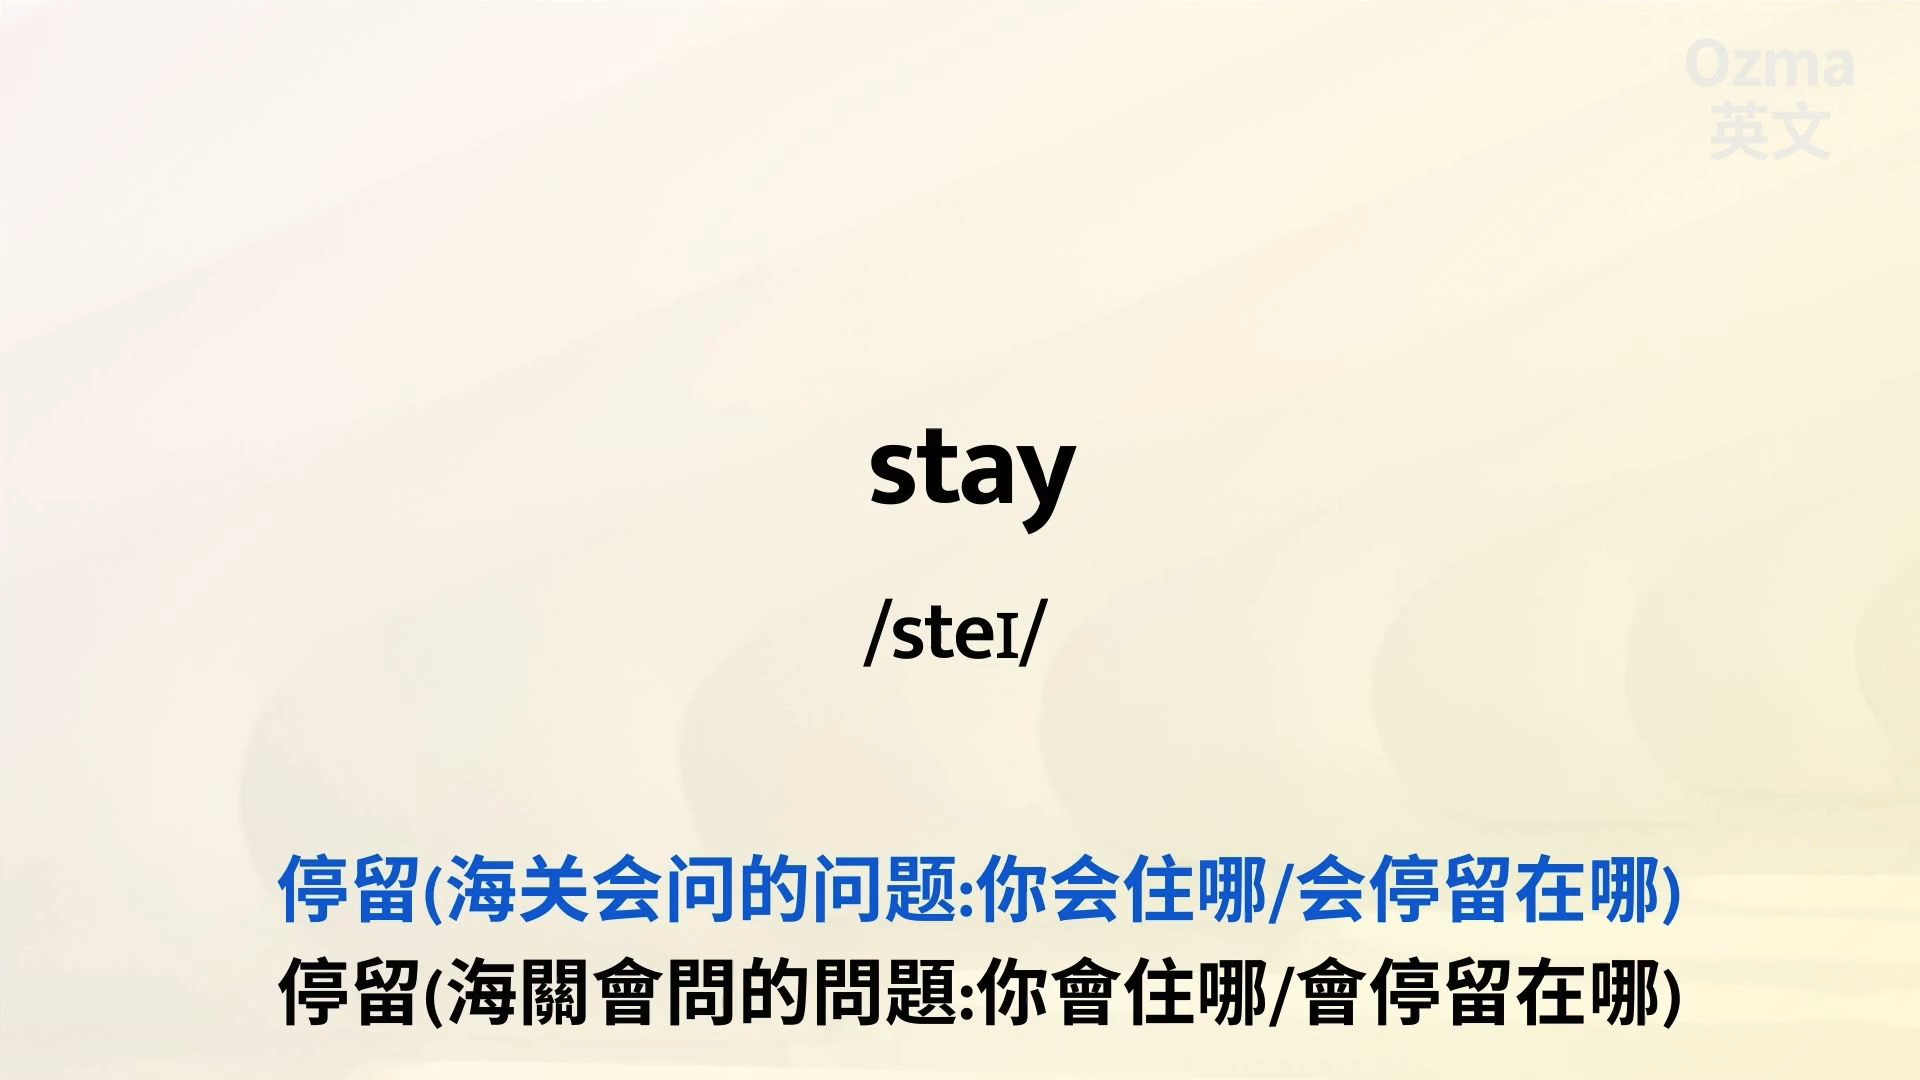 Ozma
英文
stay
/steɪ/
停留(海关会问的问题:你会住哪/会停留在哪)
停留(海關會問的問題:你會住哪/會停留在哪)